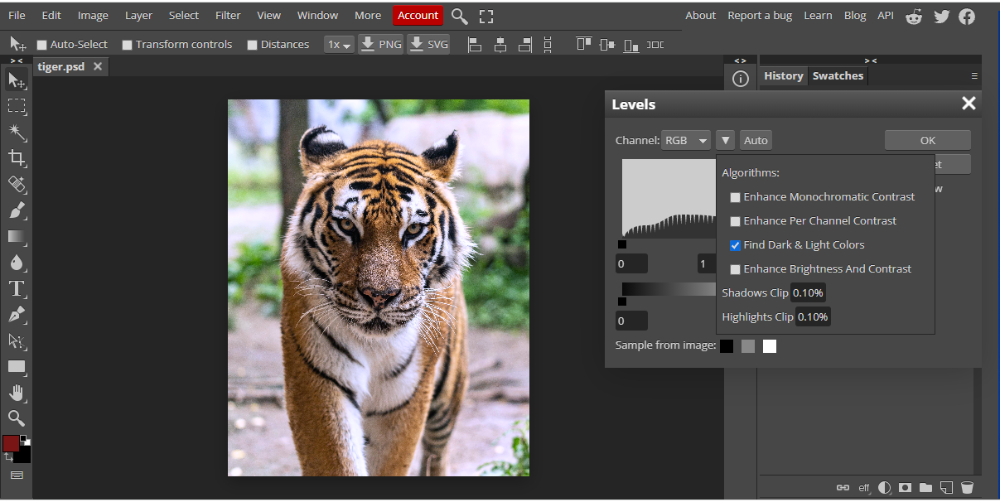 File Edit Image Layer Select Filter View Window More Account About Report a bug Learn Blog API
Auto-Select Transform controls Distances 1x PNG SVG
tiger.psd
History Swatches
Levels
Channel: RGB Auto OK
Algorithms:
Enhance Monochromatic Contrast
Enhance Per Channel Contrast
Find Dark & Light Colors
0 1
Enhance Brightness And Contrast
Shadows Clip 0.10%
0
Highlights Clip 0.10%
Sample from image:
eff